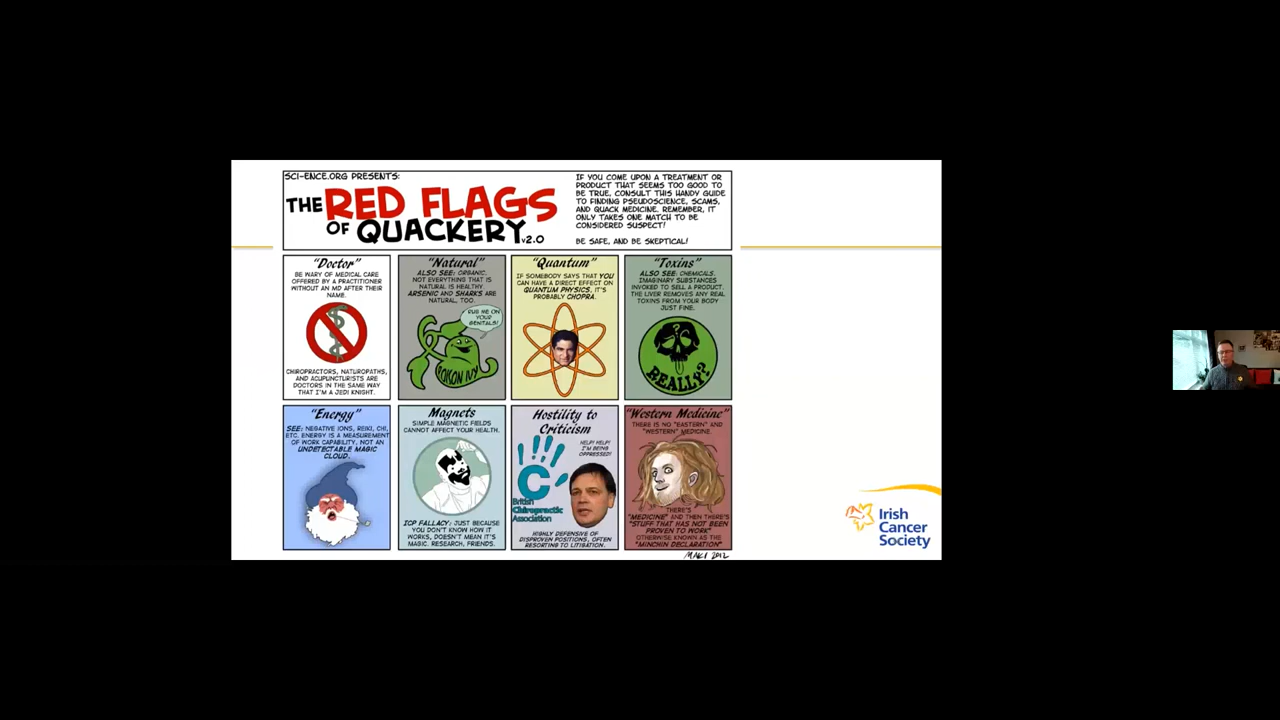 SCI-ENCE.ORG PRESENTS:
THE RED FLAGS
OF QUACKERY v2.0
IF YOU COME UPON A TREATMENT OR
PRODUCT THAT SEEMS TOO GOOD TO
BE TRUE, CONSULT THIS HANDY GUIDE
TO FINDING PSEUDOSCIENCE, SCAMS,
AND QUACK MEDICINE. REMEMBER, IT
ONLY TAKES ONE MATCH TO BE
CONSIDERED SUSPECT!
BE SAFE, AND BE SKEPTICAL!
"Doctor"
BE WARY OF MEDICAL CARE
OFFERED BY A PRACTITIONER
WITHOUT AN MD AFTER THEIR
NAME.
CHIROPRACTORS, NATUROPATHS,
AND ACUPUNCTURISTS ARE
DOCTORS IN THE SAME WAY
THAT I'M A JEDI KNIGHT.
"Natural"
ALSO SEE: ORGANIC.
NOT EVERYTHING THAT IS
NATURAL IS HEALTHY.
ARSENIC AND SHARKS ARE
NATURAL, TOO.
RUB ME ON
YOUR
GENITALS!
POISON IVY
"Quantum"
IF SOMEBODY SAYS THAT YOU
CAN HAVE A DIRECT EFFECT ON
QUANTUM PHYSICS, IT'S
PROBABLY CHOPRA.
"Toxins"
ALSO SEE: CHEMICALS.
IMAGINARY SUBSTANCES
INVOKED TO SELL A PRODUCT.
THE LIVER REMOVES ANY REAL
TOXINS FROM YOUR BODY
JUST FINE.
? C
REALLY?
"Energy"
SEE: NEGATIVE IONS, REIKI, CHI,
ETC. ENERGY IS A MEASUREMENT
OF WORK CAPABILITY, NOT AN
UNDETECTABLE MAGIC
CLOUD.
Magnets
SIMPLE MAGNETIC FIELDS
CANNOT AFFECT YOUR HEALTH.
ICP FALLACY: JUST BECAUSE
YOU DON'T KNOW HOW IT
WORKS, DOESN'T MEAN IT'S
MAGIC. RESEARCH, FRIENDS.
Hostility to
Criticism
HELP! HELP!
I'M BEING
OPPRESSED!
C
British
Chiropractic
Association
HIGHLY DEFENSIVE OF
DISPROVEN POSITIONS, OFTEN
RESORTING TO LITIGATION.
"Western Medicine"
THERE IS NO "EASTERN" AND
"WESTERN" MEDICINE.
THERE'S
"MEDICINE" AND THEN THERE'S
"STUFF THAT HAS NOT BEEN
PROVEN TO WORK"
OTHERWISE KNOWN AS THE
"MINCHIN DECLARATION"
MAKI 2012
Irish
Cancer
Society